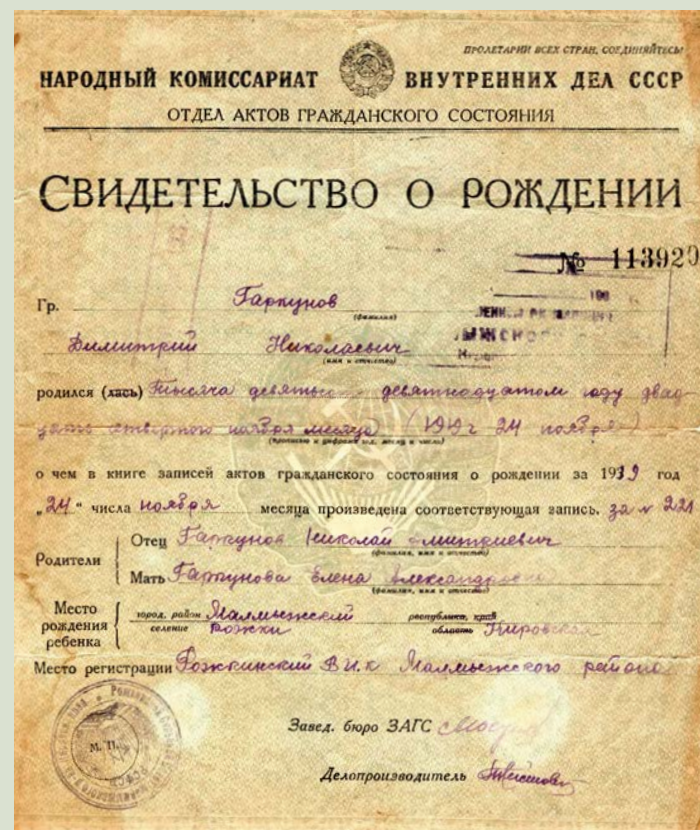 ПРОЛЕТАРИИ ВСЕХ СТРАН, СОЕДИНЯЙТЕСЬ!
НАРОДНЫЙ КОМИССАРИАТ ВНУТРЕННИХ ДЕЛ СССР
ОТДЕЛ АКТОВ ГРАЖДАНСКОГО СОСТОЯНИЯ
СВИДЕТЕЛЬСТВО О РОЖДЕНИИ
№ 113920
Гр. Гаркунов
(фамилия)
Димитрий Николаевич
(имя и отчество)
родился (лась) Тысяча девятьсот девятнадцатом году двад
цать четвертого ноября месяца (1919 г 24 ноября)
(прописью и цифрами год, месяц и число)
о чем в книге записей актов гражданского состояния о рождении за 1939 год
„24" числа ноября месяца произведена соответствующая запись. за № 221
Родители
Отец Гаркунов Николай
(фамилия, имя и отчество)
Мать Гаркунова Елена Александровна
(фамилия, имя и отчество)
Место рождения ребенка
город, район Малмыжский республика, край
селение Рожки область Кировская
Место регистрации Рожкинский В.И.К Малмыжского района
М. П.
Завед. бюро ЗАГС
Делопроизводитель